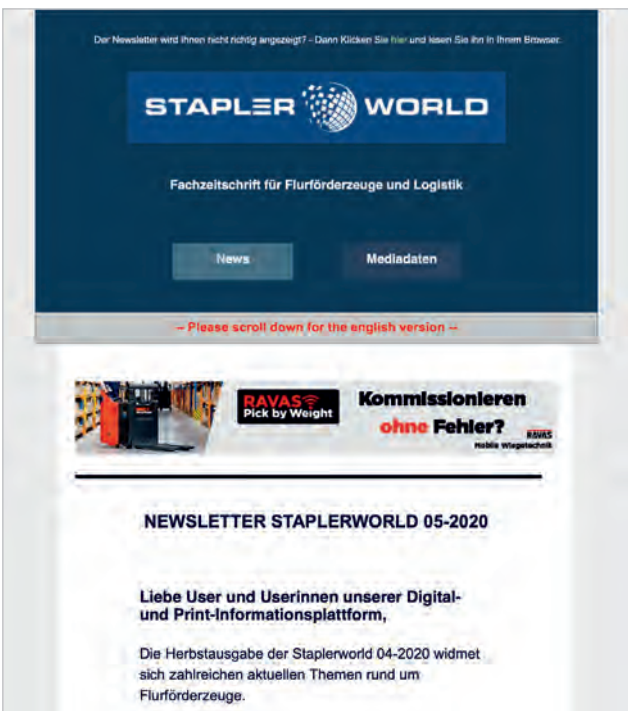 Der Newsletter wird Ihnen nicht richtig angezeigt? - Dann Klicken Sie hier und lesen Sie ihn in Ihrem Browser.
STAPLER WORLD
Fachzeitschrift für Flurförderzeuge und Logistik
News Mediadaten
-- Please scroll down for the english version --
RAVAS
Pick by Weight
Kommissionieren
ohne Fehler?
RAVAS
Mobile Wiegetechnik
NEWSLETTER STAPLERWORLD 05-2020
Liebe User und Userinnen unserer Digital-
und Print-Informationsplattform,
Die Herbstausgabe der Staplerworld 04-2020 widmet
sich zahlreichen aktuellen Themen rund um
Flurförderzeuge.